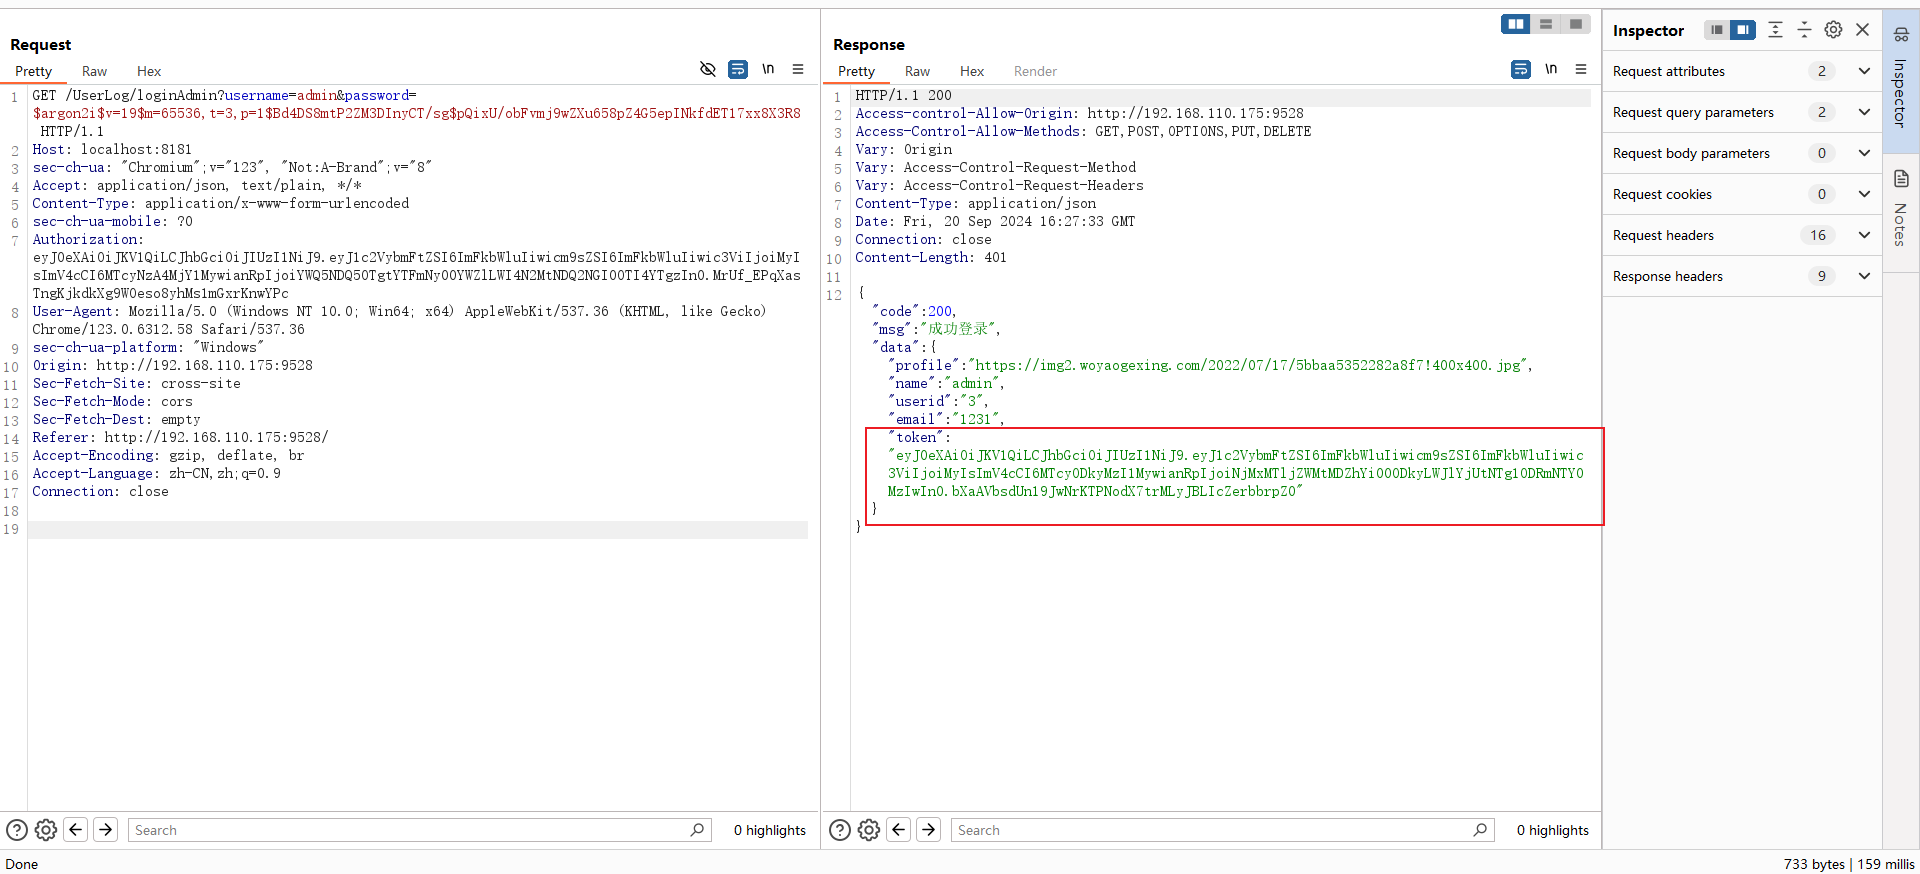 Request
Pretty Raw Hex \n
1 GET /UserLog/loginAdmin?username=admin&password=
$argon2i$v=19$m=65536,t=3,p=1$Bd4DS8mtP2ZM3DInyCT/sg$pQixU/obFvmj9wZXu658pZ4G5epINkfdET17xx8X3R8
HTTP/1.1
2 Host: localhost:8181
3 sec-ch-ua: "Chromium";v="123", "Not:A-Brand";v="8"
4 Accept: application/json, text/plain, */*
5 Content-Type: application/x-www-form-urlencoded
6 sec-ch-ua-mobile: ?0
7 Authorization:
eyJ0eXAiOiJKV1QiLCJhbGciOiJIUzI1NiJ9.eyJ1c2VybmFtZSI6ImFkbWluIiwicm9sZSI6ImFkbWluIiwic3ViIjoiMyI
sImV4cCI6MTcyNzA4MjY1MywianRpIjoiYWQ5NDQ5OTgtYTFmNy00YWZlLWI4N2MtNDQ2NGI0OTI4YTgzIn0.MrUf_EPqXas
TngKjkdkXg9W0eso8yhMs1mGxrKnwYPc
8 User-Agent: Mozilla/5.0 (Windows NT 10.0; Win64; x64) AppleWebKit/537.36 (KHTML, like Gecko)
Chrome/123.0.6312.58 Safari/537.36
9 sec-ch-ua-platform: "Windows"
10 Origin: http://192.168.110.175:9528
11 Sec-Fetch-Site: cross-site
12 Sec-Fetch-Mode: cors
13 Sec-Fetch-Dest: empty
14 Referer: http://192.168.110.175:9528/
15 Accept-Encoding: gzip, deflate, br
16 Accept-Language: zh-CN,zh;q=0.9
17 Connection: close
18
19
Search 0 highlights
Response
Pretty Raw Hex Render \n
1 HTTP/1.1 200
2 Access-control-Allow-Origin: http://192.168.110.175:9528
3 Access-Control-Allow-Methods: GET,POST,OPTIONS,PUT,DELETE
4 Vary: Origin
5 Vary: Access-Control-Request-Method
6 Vary: Access-Control-Request-Headers
7 Content-Type: application/json
8 Date: Fri, 20 Sep 2024 16:27:33 GMT
9 Connection: close
10 Content-Length: 401
11
12 {
"code":200,
"msg":"成功登录",
"data":{
"profile":"https://img2.woyaogexing.com/2022/07/17/5bbaa5352282a8f7!400x400.jpg",
"name":"admin",
"userid":"3",
"email":"1231",
"token":
"eyJ0eXAiOiJKV1QiLCJhbGciOiJIUzI1NiJ9.eyJ1c2VybmFtZSI6ImFkbWluIiwicm9sZSI6ImFkbWluIiwic
3ViIjoiMyIsImV4cCI6MTcyODkyMzI1MywianRpIjoiNjMxMTljZWMtMDZhYi00ODkyLWJlYjUtNTg1ODRmNTY0
MzIwIn0.bXaAVbsdUn19JwNrKTPNodX7trMLyJBLIcZerbbrpZ0"
}
}
Search 0 highlights
Inspector
Request attributes 2
Request query parameters 2
Request body parameters 0
Request cookies 0
Request headers 16
Response headers 9
Inspector
Notes
Done
733 bytes | 159 millis